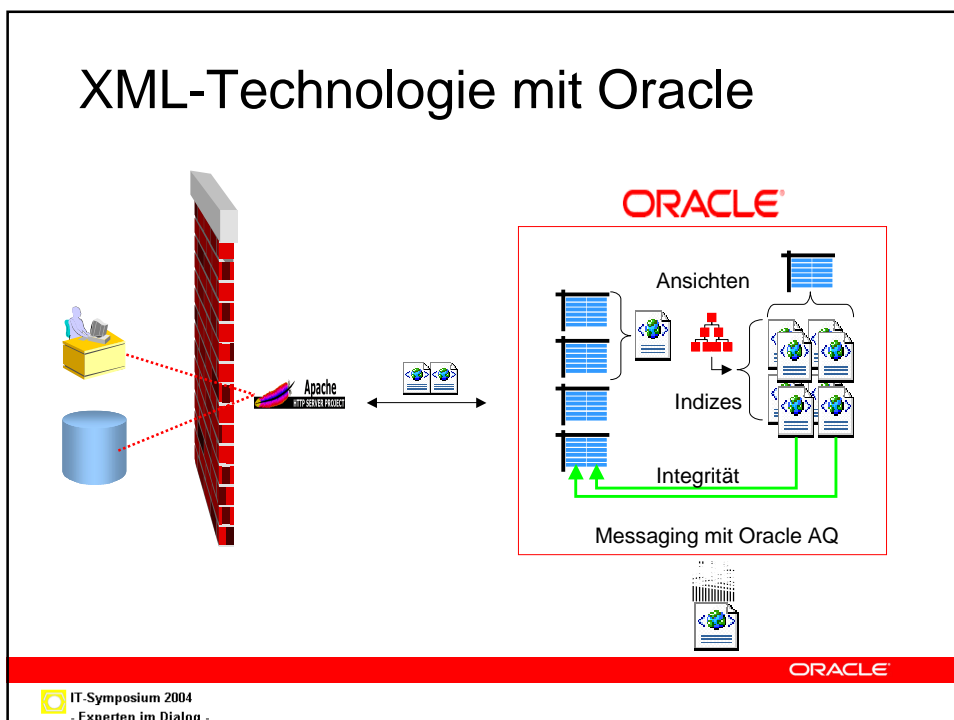 XML-Technologie mit Oracle
ORACLE®
Ansichten
Apache
HTTP SERVER PROJECT
Indizes
Integrität
Messaging mit Oracle AQ
ORACLE
IT-Symposium 2004
- Experten im Dialog -